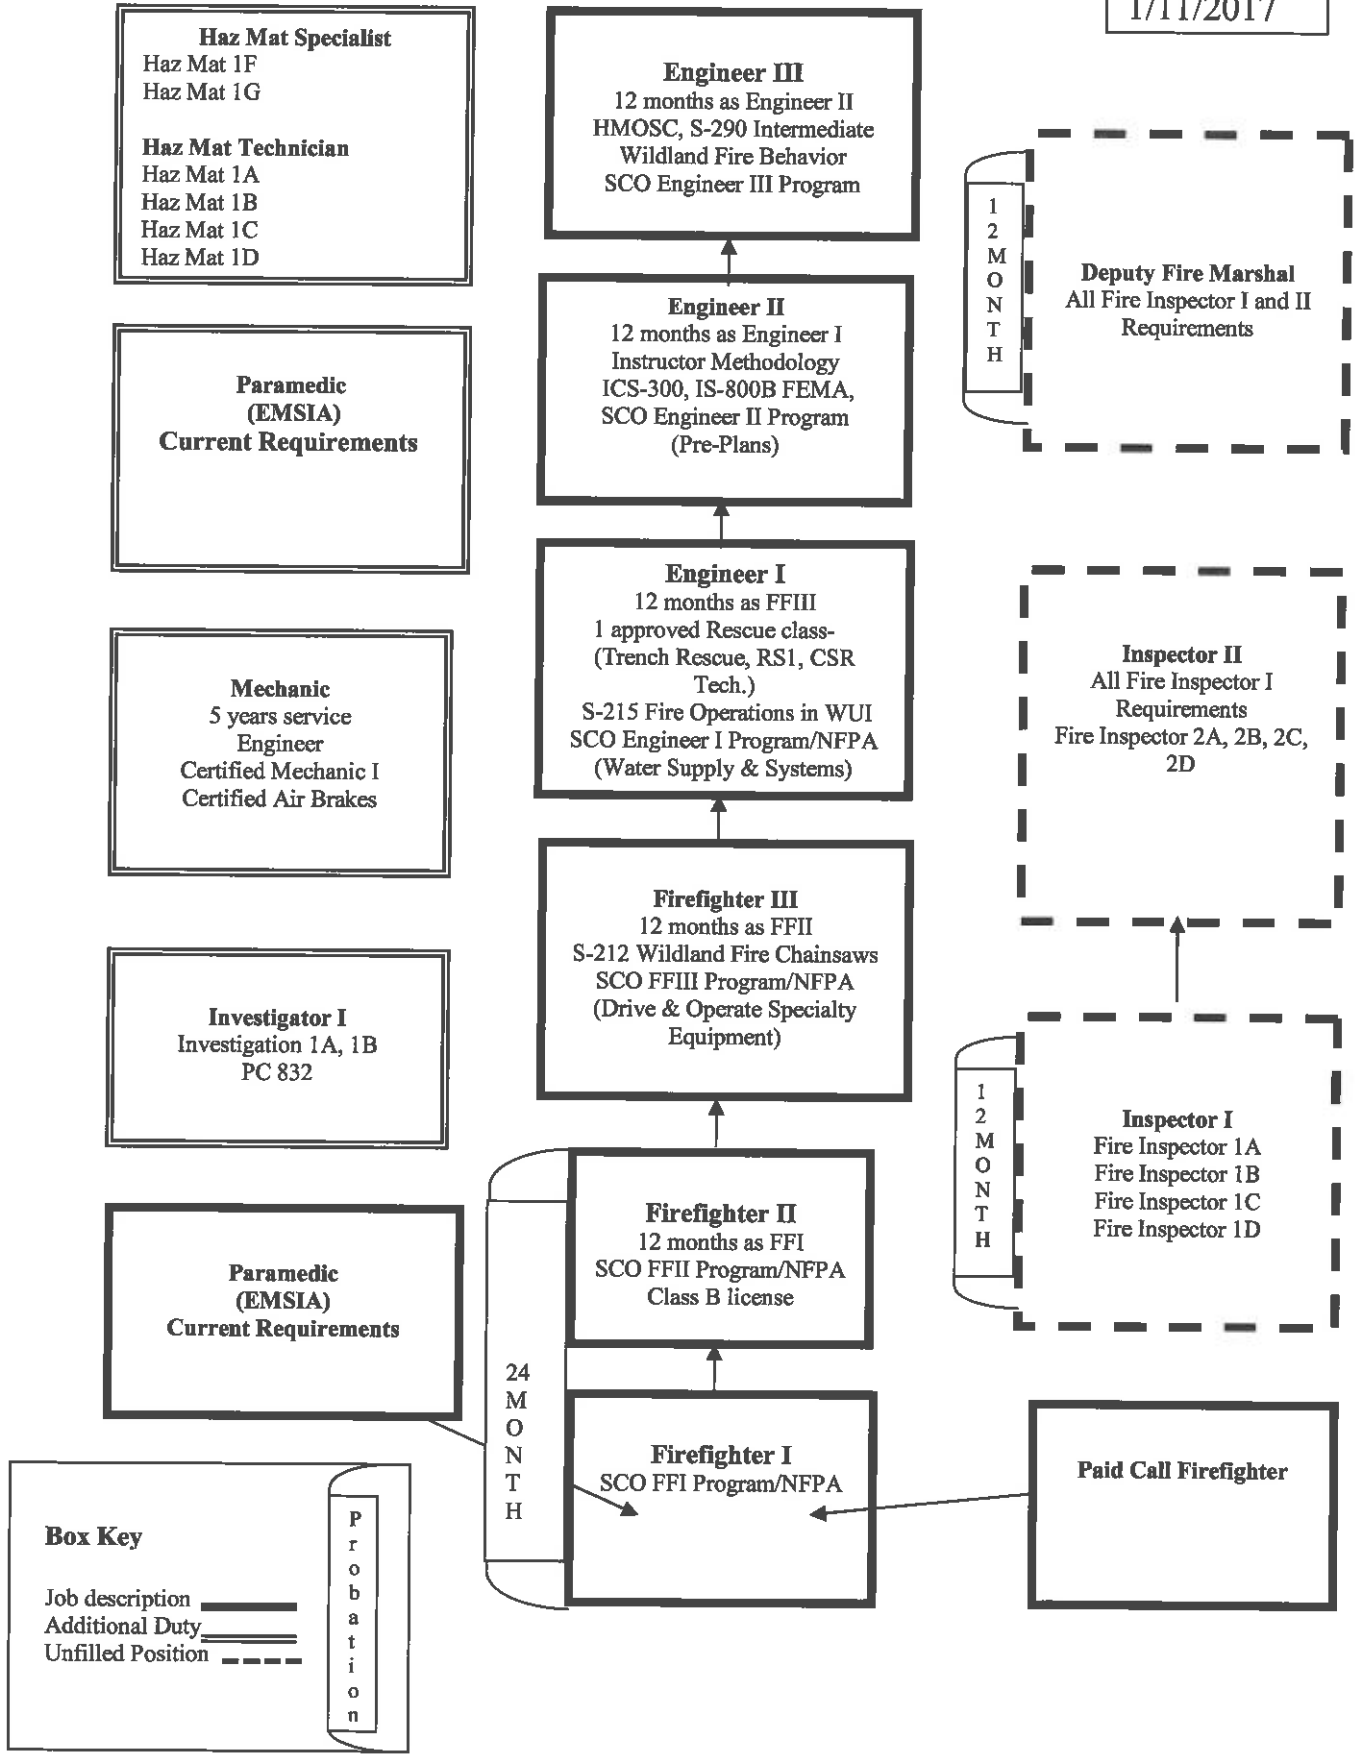 1/11/2017
Haz Mat Specialist
Haz Mat 1F
Haz Mat 1G
Haz Mat Technician
Haz Mat 1A
Haz Mat 1B
Haz Mat 1C
Haz Mat 1D
Paramedic
(EMSIA)
Current Requirements
Mechanic
5 years service
Engineer
Certified Mechanic I
Certified Air Brakes
Investigator I
Investigation 1A, 1B
PC 832
Paramedic
(EMSIA)
Current Requirements
Engineer III
12 months as Engineer II
HMOSC, S-290 Intermediate
Wildland Fire Behavior
SCO Engineer III Program
Engineer II
12 months as Engineer I
Instructor Methodology
ICS-300, IS-800B FEMA,
SCO Engineer II Program
(Pre-Plans)
Engineer I
12 months as FFIII
1 approved Rescue class-
(Trench Rescue, RS1, CSR
Tech.)
S-215 Fire Operations in WUI
SCO Engineer I Program/NFPA
(Water Supply & Systems)
Firefighter III
12 months as FFII
S-212 Wildland Fire Chainsaws
SCO FFIII Program/NFPA
(Drive & Operate Specialty
Equipment)
Firefighter II
12 months as FFI
SCO FFII Program/NFPA
Class B license
24
M
O
N
T
H
Firefighter I
SCO FFI Program/NFPA
1
2
M
O
N
T
H
Deputy Fire Marshal
All Fire Inspector I and II
Requirements
Inspector II
All Fire Inspector I
Requirements
Fire Inspector 2A, 2B, 2C,
2D
1
2
M
O
N
T
H
Inspector I
Fire Inspector 1A
Fire Inspector 1B
Fire Inspector 1C
Fire Inspector 1D
Paid Call Firefighter
Box Key
Job description
Additional Duty
Unfilled Position
P
r
o
b
a
t
i
o
n